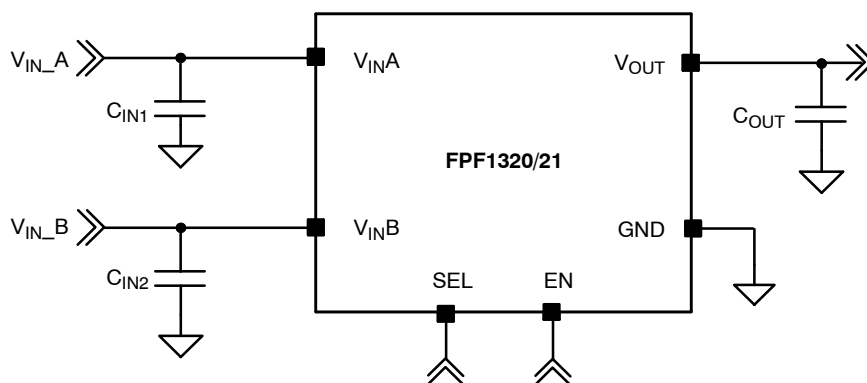 V_IN_A
V_INA
V_OUT
C_IN1
C_OUT
FPF1320/21
V_IN_B
V_INB
GND
C_IN2
SEL
EN